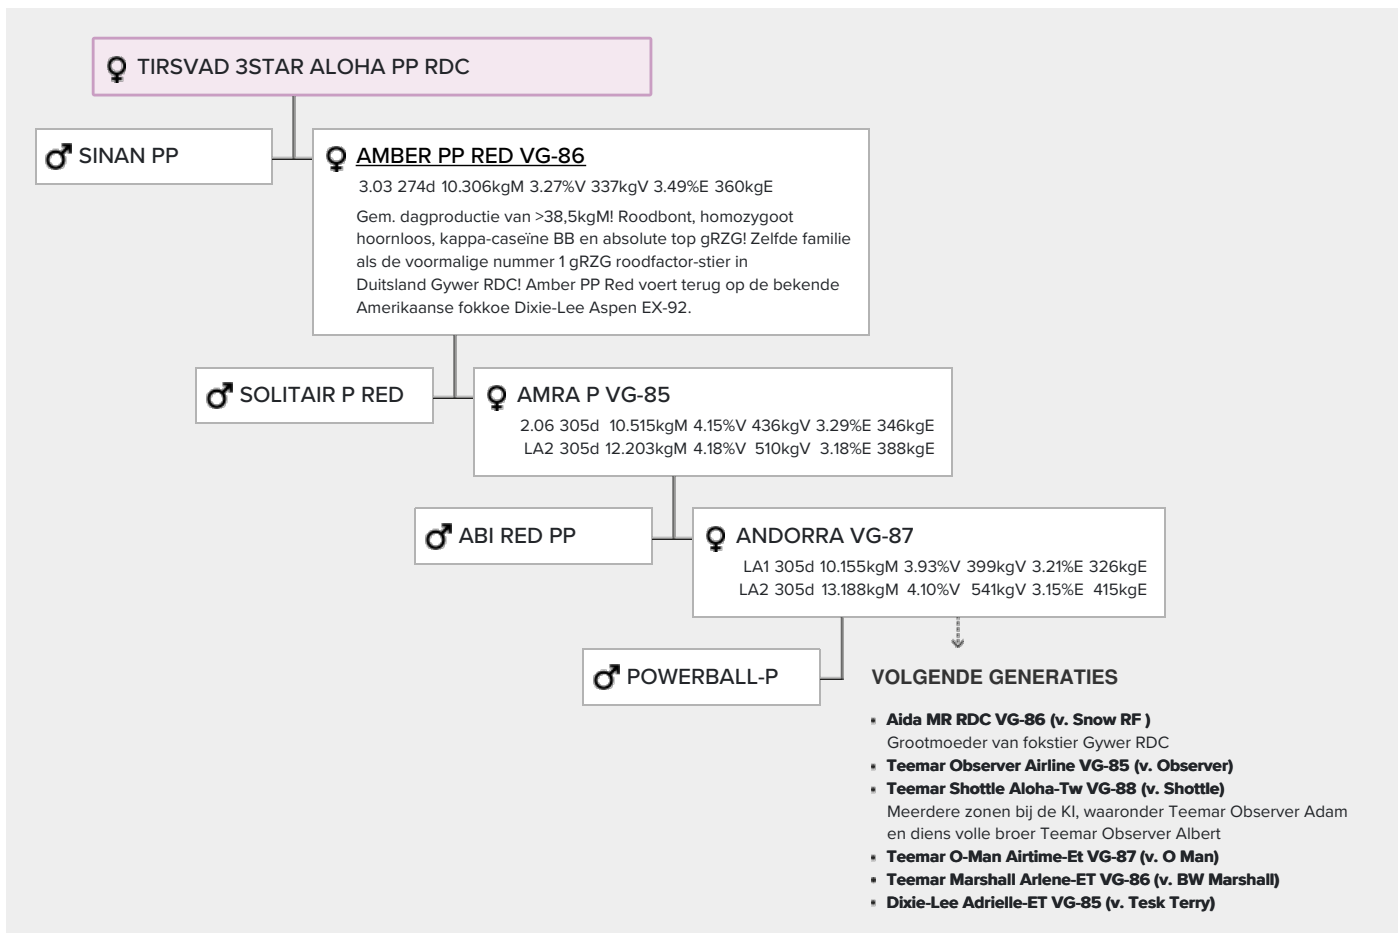 TIRSVAD 3STAR ALOHA PP RDC
SINAN PP
AMBER PP RED VG-86
3.03 274d 10.306kgM 3.27%V 337kgV 3.49%E 360kgE
Gem. dagproductie van >38,5kgM! Roodbont, homozygoot
hoornloos, kappa-caseïne BB en absolute top gRZG! Zelfde familie
als de voormalige nummer 1 gRZG roodfactor-stier in
Duitsland Gywer RDC! Amber PP Red voert terug op de bekende
Amerikaanse fokkoe Dixie-Lee Aspen EX-92.
SOLITAIR P RED
AMRA P VG-85
2.06 305d 10.515kgM 4.15%V 436kgV 3.29%E 346kgE
LA2 305d 12.203kgM 4.18%V 510kgV 3.18%E 388kgE
ABI RED PP
ANDORRA VG-87
LA1 305d 10.155kgM 3.93%V 399kgV 3.21%E 326kgE
LA2 305d 13.188kgM 4.10%V 541kgV 3.15%E 415kgE
POWERBALL-P
VOLGENDE GENERATIES
Aida MR RDC VG-86 (v. Snow RF )
Grootmoeder van fokstier Gywer RDC
Teemar Observer Airline VG-85 (v. Observer)
Teemar Shottle Aloha-Tw VG-88 (v. Shottle)
Meerdere zonen bij de KI, waaronder Teemar Observer Adam
en diens volle broer Teemar Observer Albert
Teemar O-Man Airtime-Et VG-87 (v. O Man)
Teemar Marshall Arlene-ET VG-86 (v. BW Marshall)
Dixie-Lee Adrielle-ET VG-85 (v. Tesk Terry)